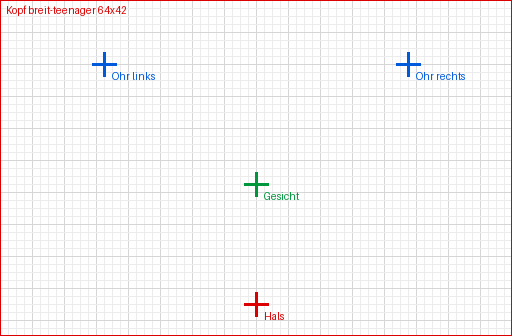 Kopf breit-teenager 64x42
Ohr links
Ohr rechts
Gesicht
Hals